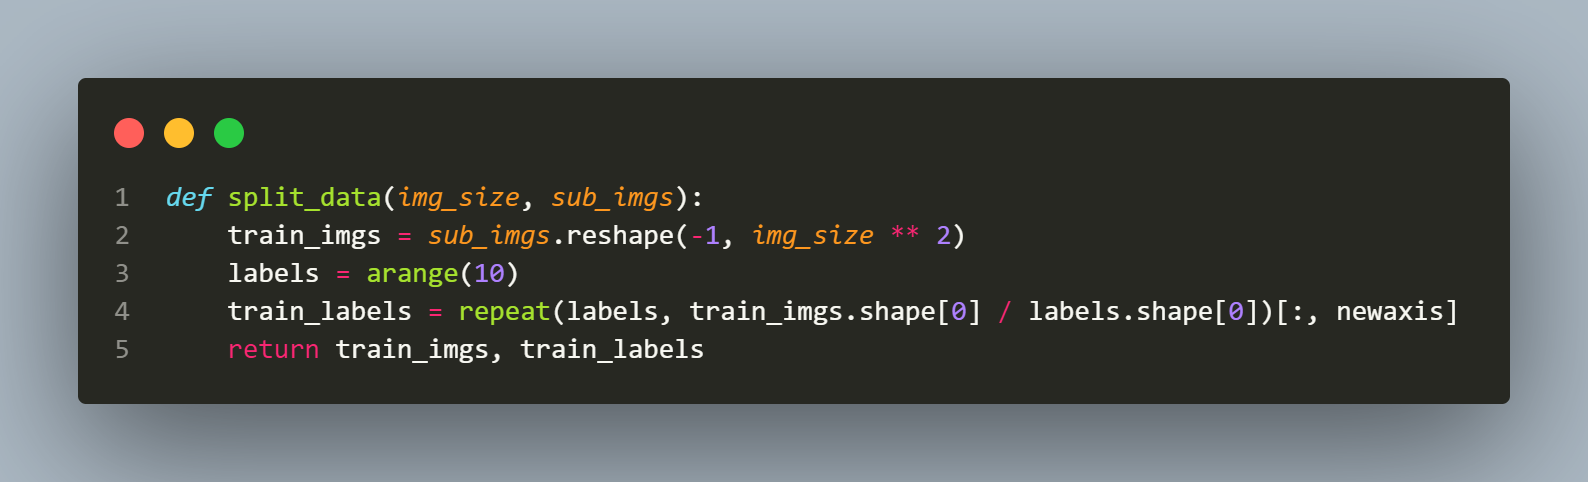 1 def split_data(img_size, sub_imgs):
2     train_imgs = sub_imgs.reshape(-1, img_size ** 2)
3     labels = arange(10)
4     train_labels = repeat(labels, train_imgs.shape[0] / labels.shape[0])[:, newaxis]
5     return train_imgs, train_labels